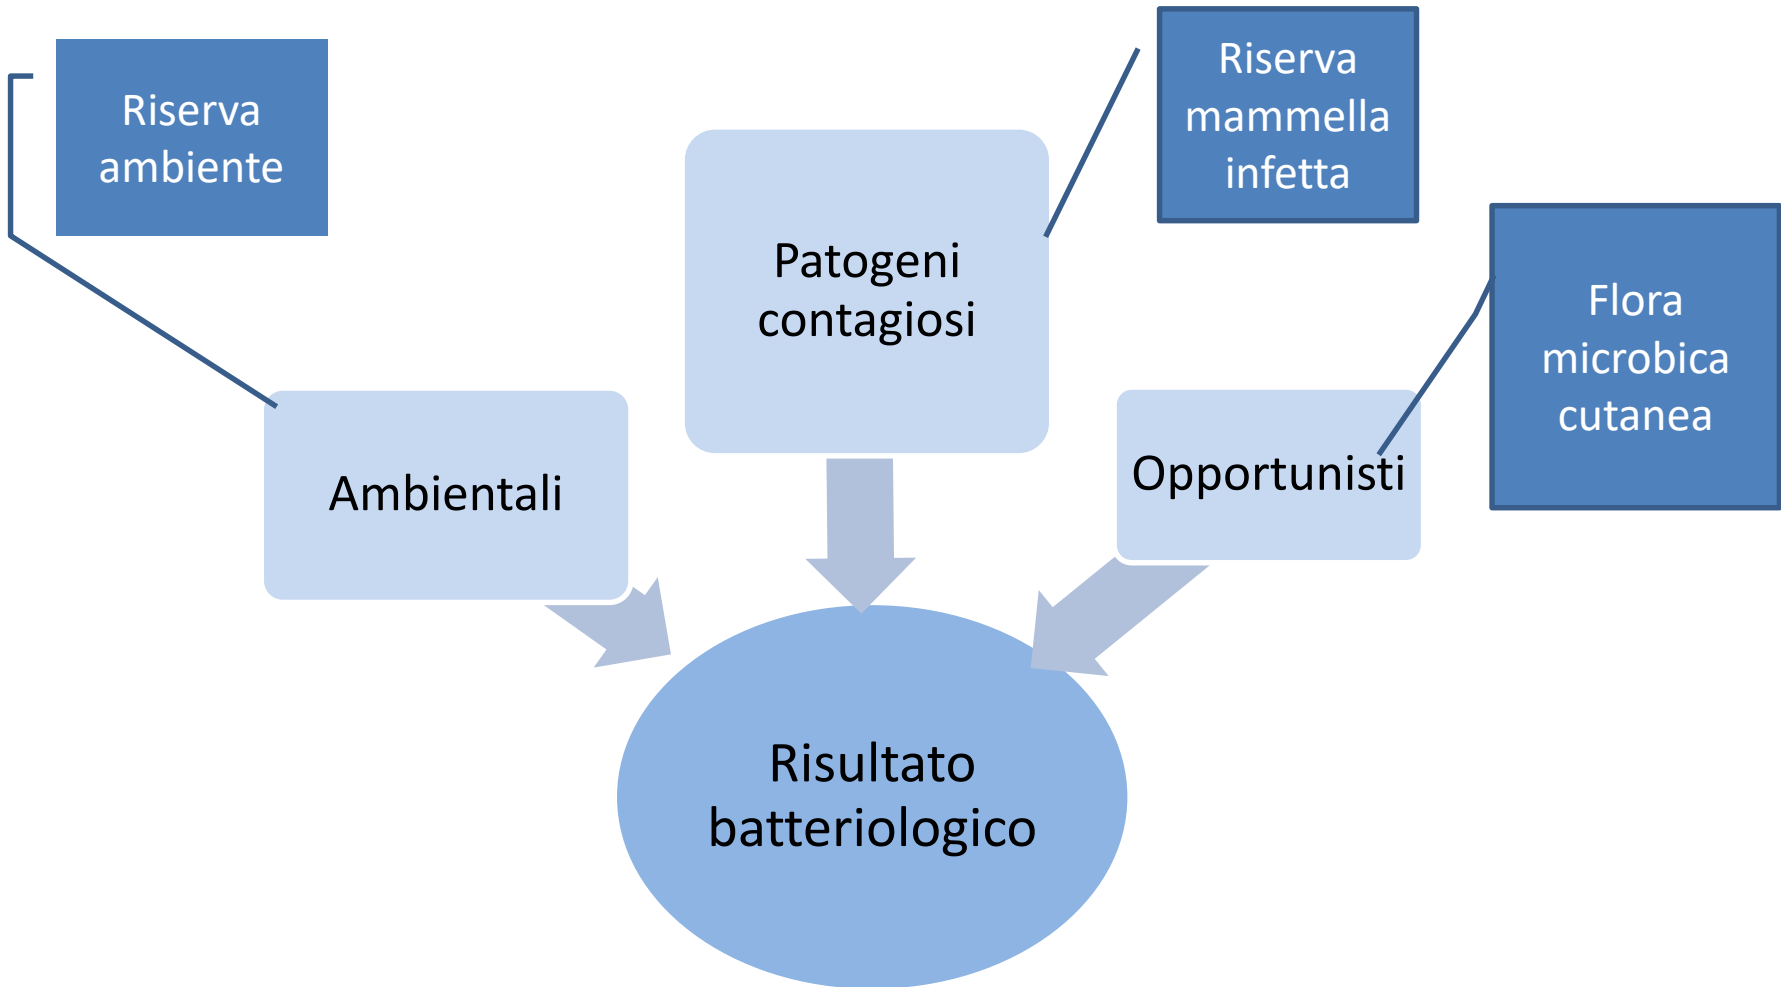 Riserva
ambiente
Riserva
mammella
infetta
Patogeni
contagiosi
Flora
microbica
cutanea
Ambientali
Opportunisti
Risultato
batteriologico